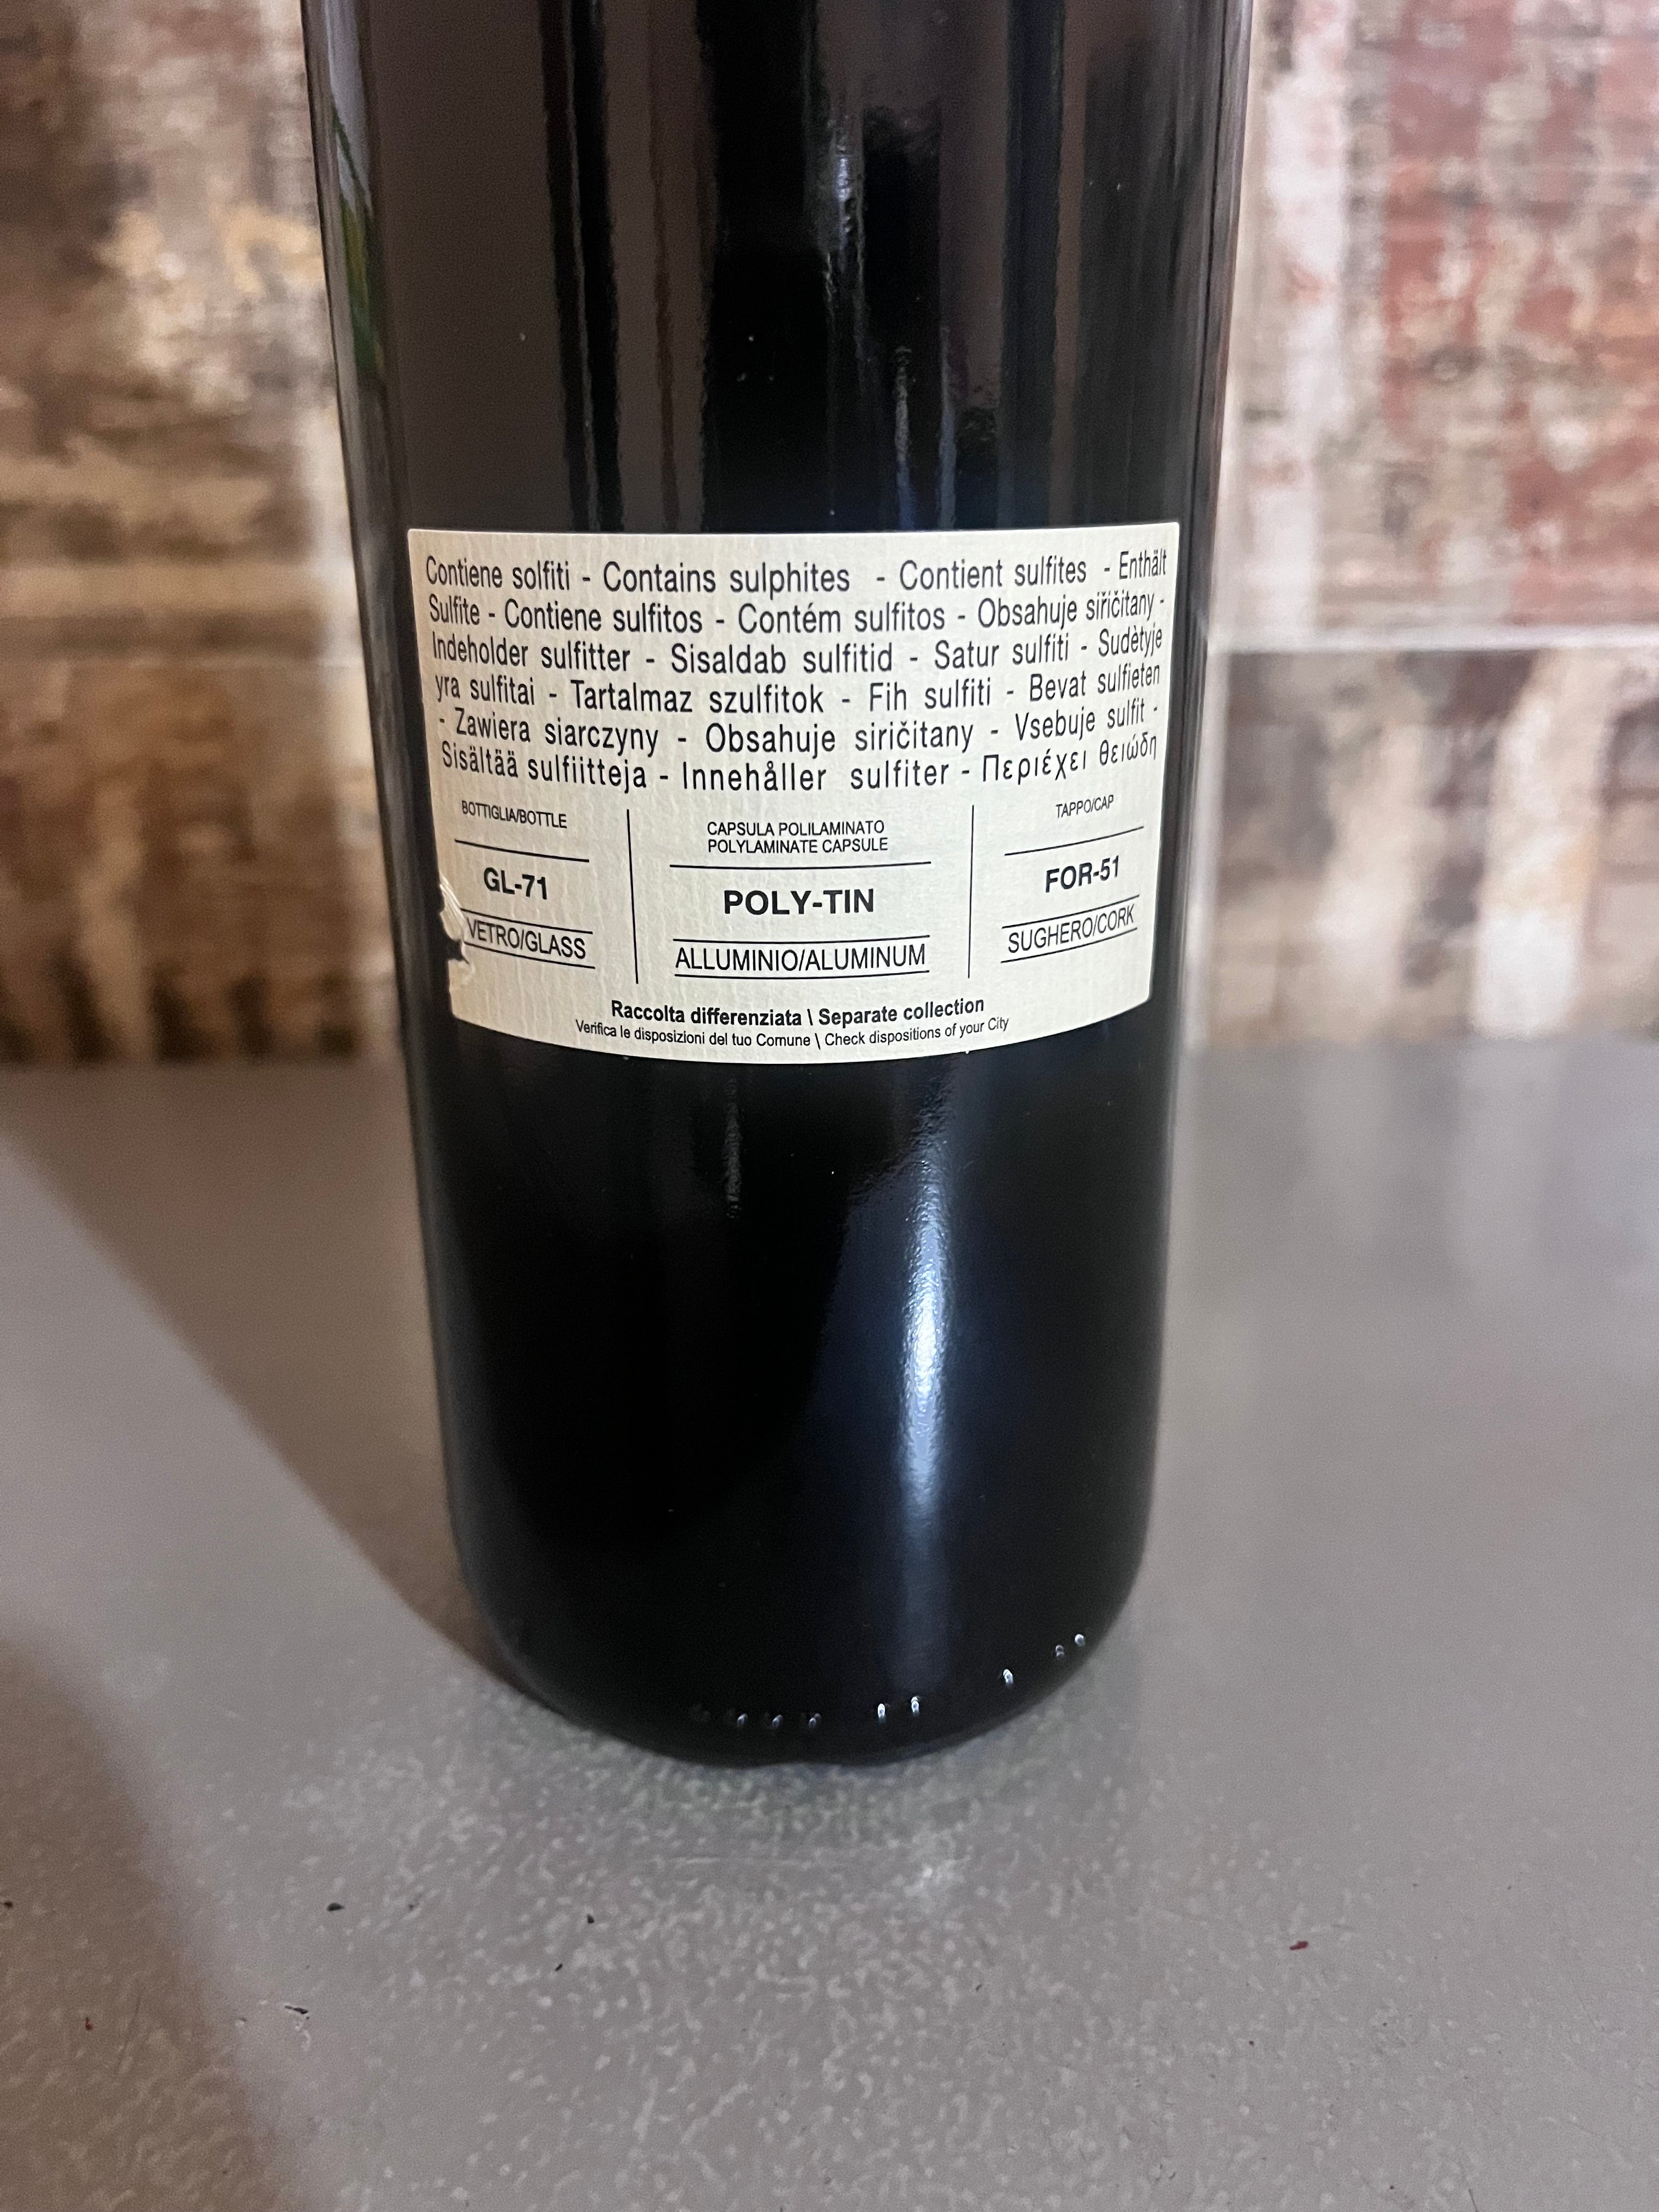 Contiene solfiti - Contains sulphites - Contient sulfites - Enthält
Sulfite - Contiene sulfitos - Contém sulfitos - Obsahuje siřičitany -
Indeholder sulfitter - Sisaldab sulfitid - Satur sulfiti - Sudètyje
yra sulfitai - Tartalmaz szulfitok - Fih sulfiti - Bevat sulfieten
- Zawiera siarczyny - Obsahuje siričitany - Vsebuje sulfit -
Sisältää sulfiitteja - Innehåller sulfiter - Περιέχει θειώδη
BOTTIGLIA/BOTTLE
GL-71
VETRO/GLASS
CAPSULA POLILAMINATO
POLYLAMINATE CAPSULE
POLY-TIN
ALLUMINIO/ALUMINUM
TAPPO/CAP
FOR-51
SUGHERO/CORK
Raccolta differenziata \ Separate collection
Verifica le disposizioni del tuo Comune \ Check dispositions of your City